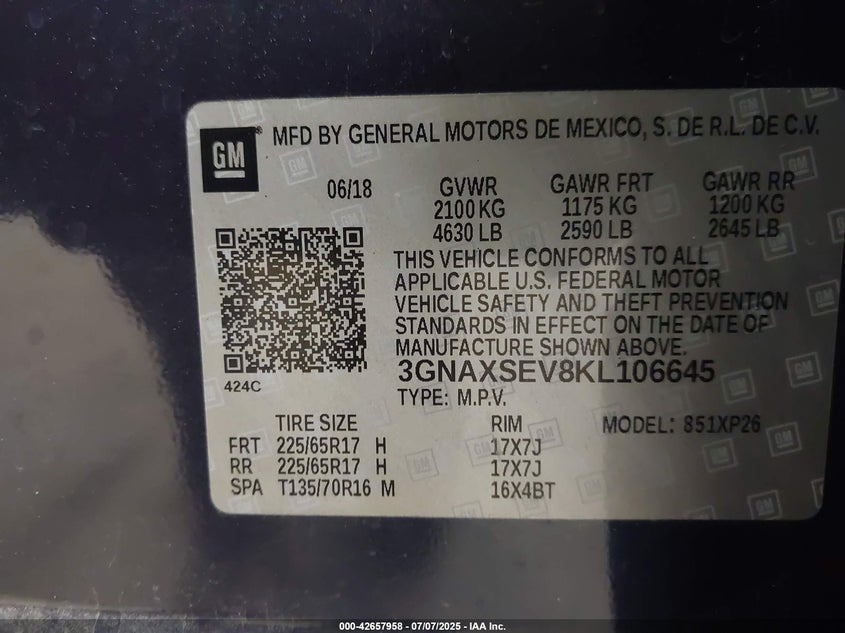 GM
MFD BY GENERAL MOTORS DE MEXICO, S. DE R.L. DE C.V.
06/18 GVWR GAWR FRT GAWR RR
2100 KG 1175 KG 1200 KG
4630 LB 2590 LB 2645 LB
THIS VEHICLE CONFORMS TO ALL
APPLICABLE U.S. FEDERAL MOTOR
VEHICLE SAFETY AND THEFT PREVENTION
STANDARDS IN EFFECT ON THE DATE OF
MANUFACTURE SHOWN ABOVE.
3GNAXSEV8KL106645
424C
TYPE: M.P.V.
TIRE SIZE RIM MODEL: 851XP26
FRT 225/65R17 H 17X7J
RR 225/65R17 H 17X7J
SPA T135/70R16 M 16X4BT
000-42657958 - 07/07/2025 - IAA Inc.